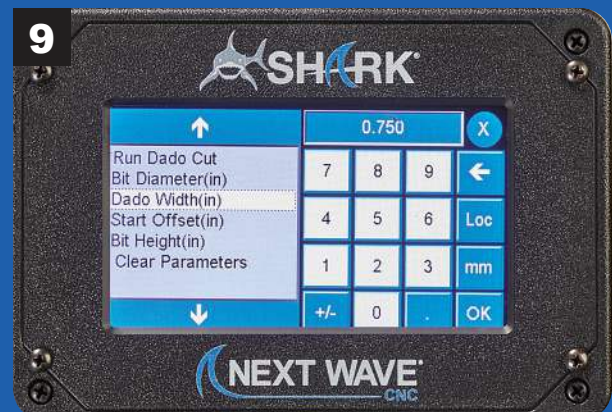 9
SHARK
0.750 X
Run Dado Cut
Bit Diameter(in)
Dado Width(in)
Start Offset(in)
Bit Height(in)
Clear Parameters
7 8 9
4 5 6 Loc
1 2 3 mm
+/- 0 . OK
NEXT WAVE
CNC